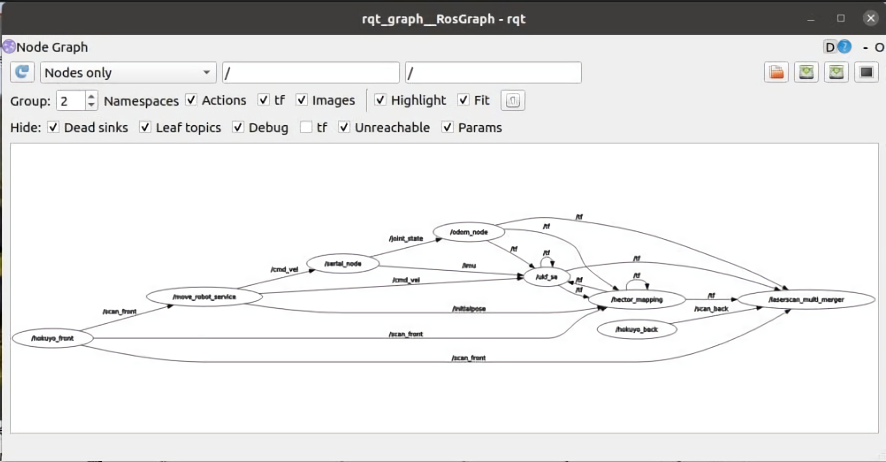 rqt_graph__RosGraph - rqt
Node Graph
D ? - O
Nodes only / /
Group: 2 Namespaces Actions tf Images Highlight Fit
Hide: Dead sinks Leaf topics Debug tf Unreachable Params
/tf
/joint_state /odom_node /tf
/tf /tf
/cmd_vel /serial_node /imu /tf
/cmd_vel /ukf_se /tf
/move_robot_service /tf /hector_mapping /tf /laserscan_multi_merger
/scan_front /initialpose /scan_back
/hokuyo_front /scan_front /hokuyo_back
/scan_front